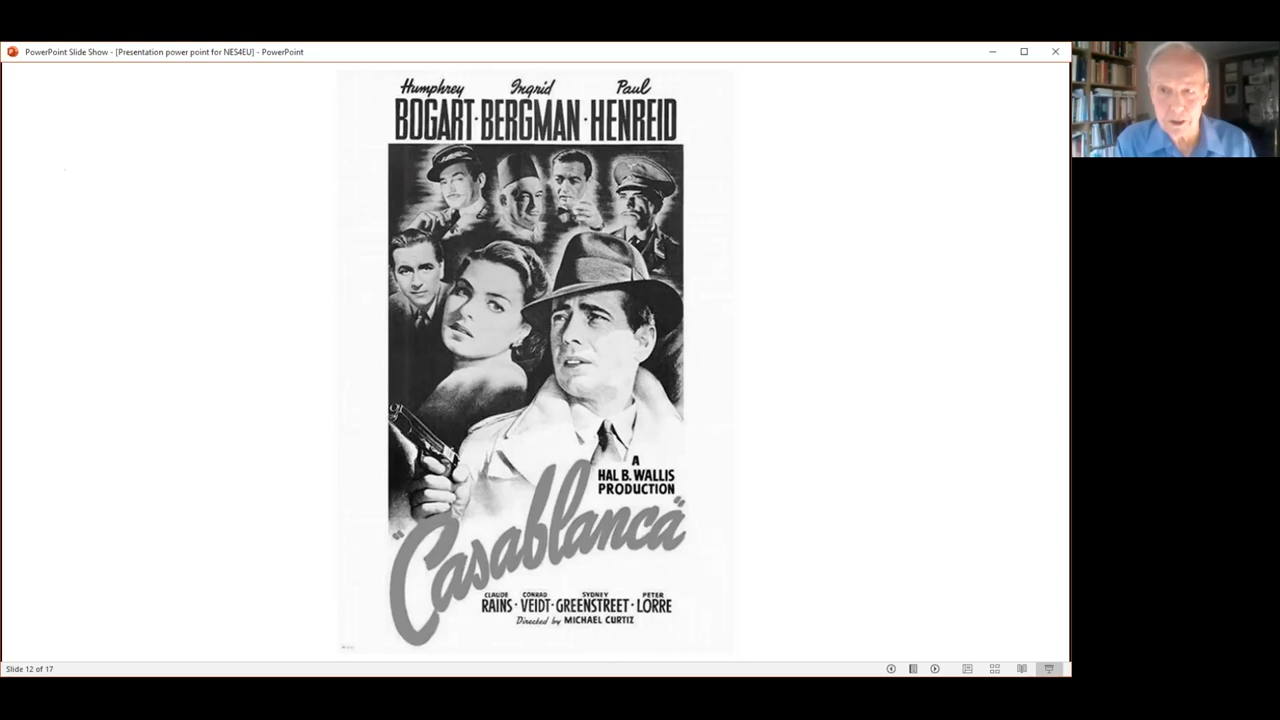 PowerPoint Slide Show - [Presentation power point for NES4EU] - PowerPoint
Humphrey Ingrid Paul
BOGART · BERGMAN · HENREID
A
HAL B. WALLIS
PRODUCTION
"Casablanca"
CLAUDE CONRAD SYDNEY PETER
RAINS · VEIDT · GREENSTREET · LORRE
Directed by MICHAEL CURTIZ
Slide 12 of 17